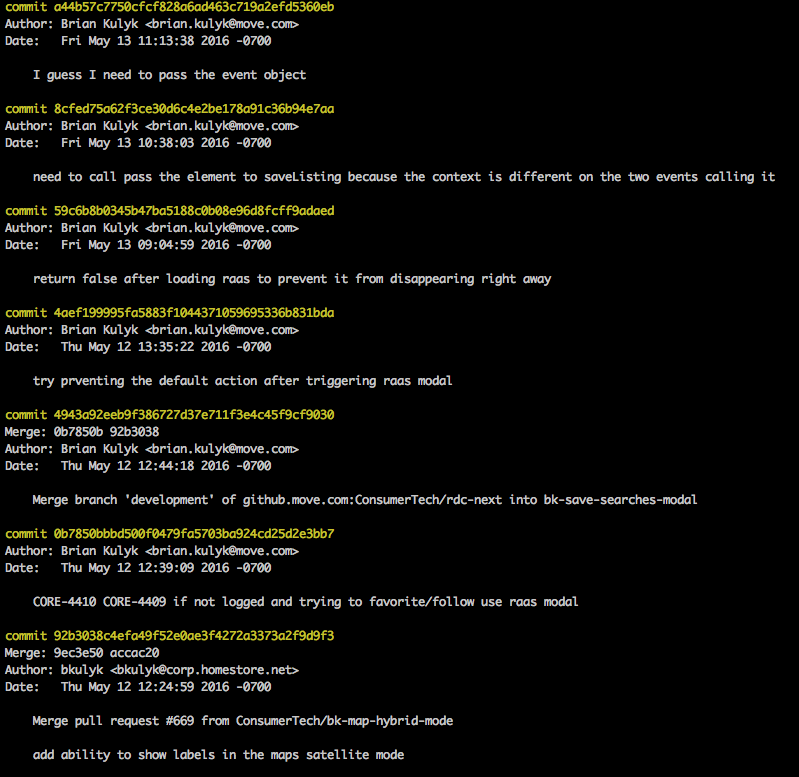 commit a44b57c7750cfcf828a6ad463c719a2efd5360eb
Author: Brian Kulyk <brian.kulyk@move.com>
Date:   Fri May 13 11:13:38 2016 -0700
I guess I need to pass the event object
commit 8cfed75a62f3ce30d6c4e2be178a91c36b94e7aa
Author: Brian Kulyk <brian.kulyk@move.com>
Date:   Fri May 13 10:38:03 2016 -0700
need to call pass the element to saveListing because the context is different on the two events calling it
commit 59c6b8b0345b47ba5188c0b08e96d8fcff9adaed
Author: Brian Kulyk <brian.kulyk@move.com>
Date:   Fri May 13 09:04:59 2016 -0700
return false after loading raas to prevent it from disappearing right away
commit 4aef199995fa5883f1044371059695336b831bda
Author: Brian Kulyk <brian.kulyk@move.com>
Date:   Thu May 12 13:35:22 2016 -0700
try prventing the default action after triggering raas modal
commit 4943a92eeb9f386727d37e711f3e4c45f9cf9030
Merge: 0b7850b 92b3038
Author: Brian Kulyk <brian.kulyk@move.com>
Date:   Thu May 12 12:44:18 2016 -0700
Merge branch 'development' of github.move.com:ConsumerTech/rdc-next into bk-save-searches-modal
commit 0b7850bbbd500f0479fa5703ba924cd25d2e3bb7
Author: Brian Kulyk <brian.kulyk@move.com>
Date:   Thu May 12 12:39:09 2016 -0700
CORE-4410 CORE-4409 if not logged and trying to favorite/follow use raas modal
commit 92b3038c4efa49f52e0ae3f4272a3373a2f9d9f3
Merge: 9ec3e50 accac20
Author: bkulyk <bkulyk@corp.homestore.net>
Date:   Thu May 12 12:24:59 2016 -0700
Merge pull request #669 from ConsumerTech/bk-map-hybrid-mode
add ability to show labels in the maps satellite mode